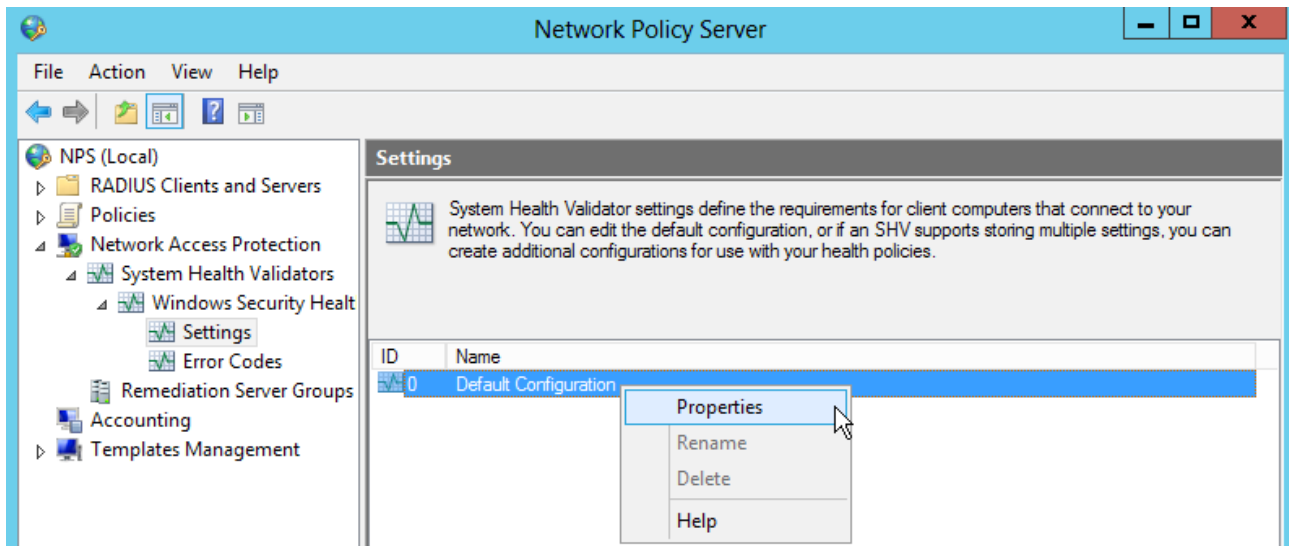 Network Policy Server
File Action View Help
NPS (Local)
RADIUS Clients and Servers
Policies
Network Access Protection
System Health Validators
Windows Security Healt
Settings
Error Codes
Remediation Server Groups
Accounting
Templates Management
Settings
System Health Validator settings define the requirements for client computers that connect to your
network. You can edit the default configuration, or if an SHV supports storing multiple settings, you can
create additional configurations for use with your health policies.
ID Name
0 Default Configuration
Properties
Rename
Delete
Help